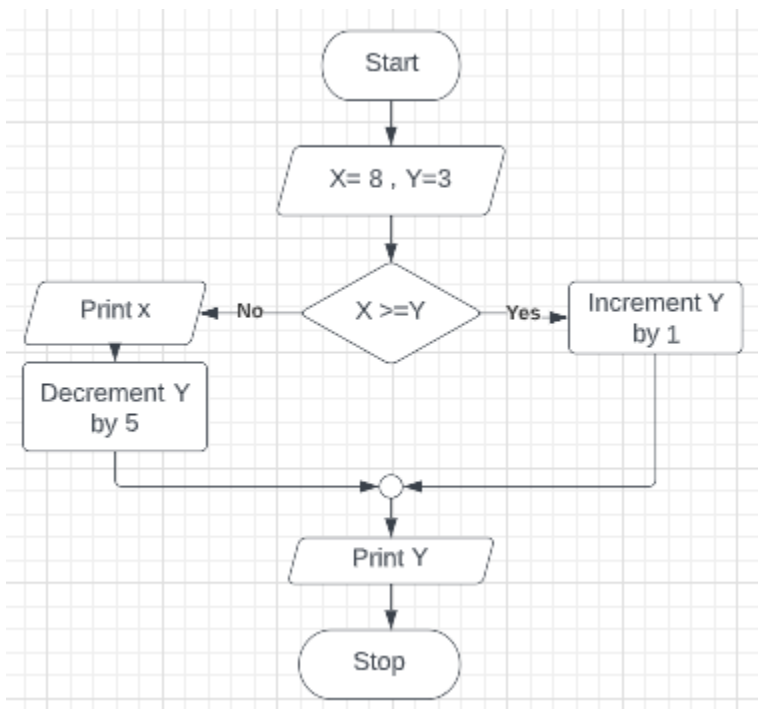 Start
X= 8 , Y=3
X >=Y
No
Yes
Print x
Increment Y
by 1
Decrement Y
by 5
Print Y
Stop